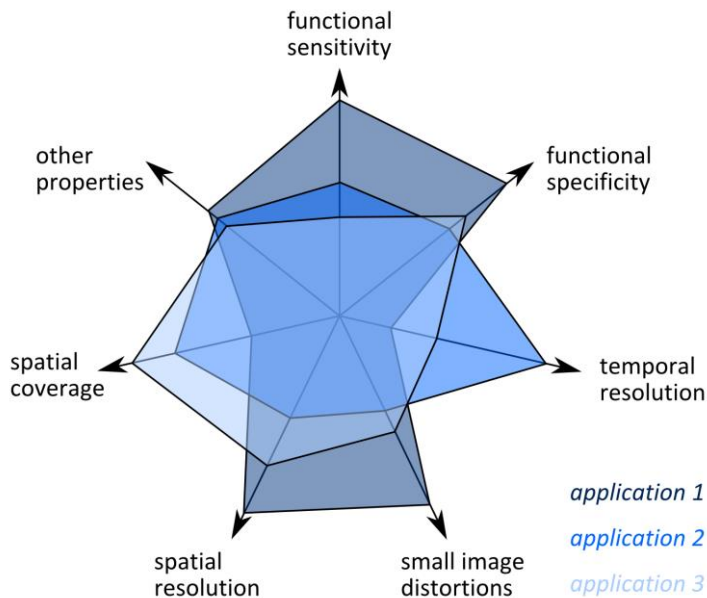 functional
sensitivity
other
properties
functional
specificity
spatial
coverage
temporal
resolution
spatial
resolution
small image
distortions
application 1
application 2
application 3